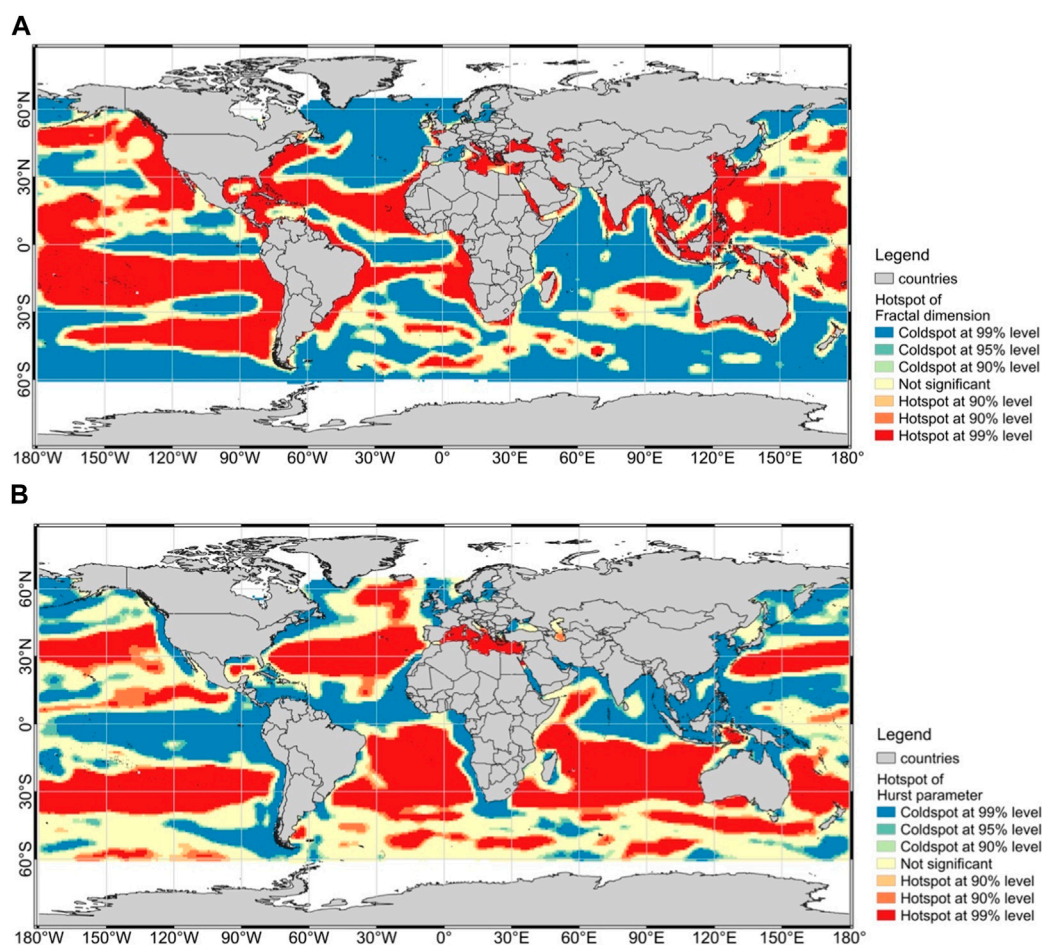 A
60°N
30°N
0°
30°S
60°S
180°W 150°W 120°W 90°W 60°W 30°W 0° 30°E 60°E 90°E 120°E 150°E 180°
Legend
countries
Hotspot of
Fractal dimension
Coldspot at 99% level
Coldspot at 95% level
Coldspot at 90% level
Not significant
Hotspot at 90% level
Hotspot at 90% level
Hotspot at 99% level
B
60°N
30°N
0°
30°S
60°S
180°W 150°W 120°W 90°W 60°W 30°W 0° 30°E 60°E 90°E 120°E 150°E 180°
Legend
countries
Hotspot of
Hurst parameter
Coldspot at 99% level
Coldspot at 95% level
Coldspot at 90% level
Not significant
Hotspot at 90% level
Hotspot at 90% level
Hotspot at 99% level